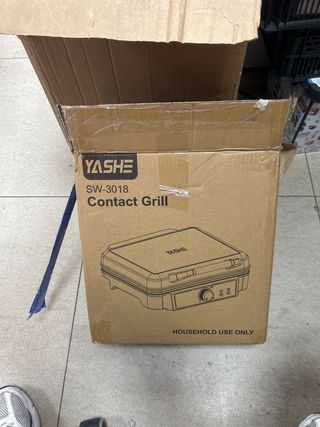 YASHE
SW-3018
Contact Grill
YASHE
HOUSEHOLD USE ONLY